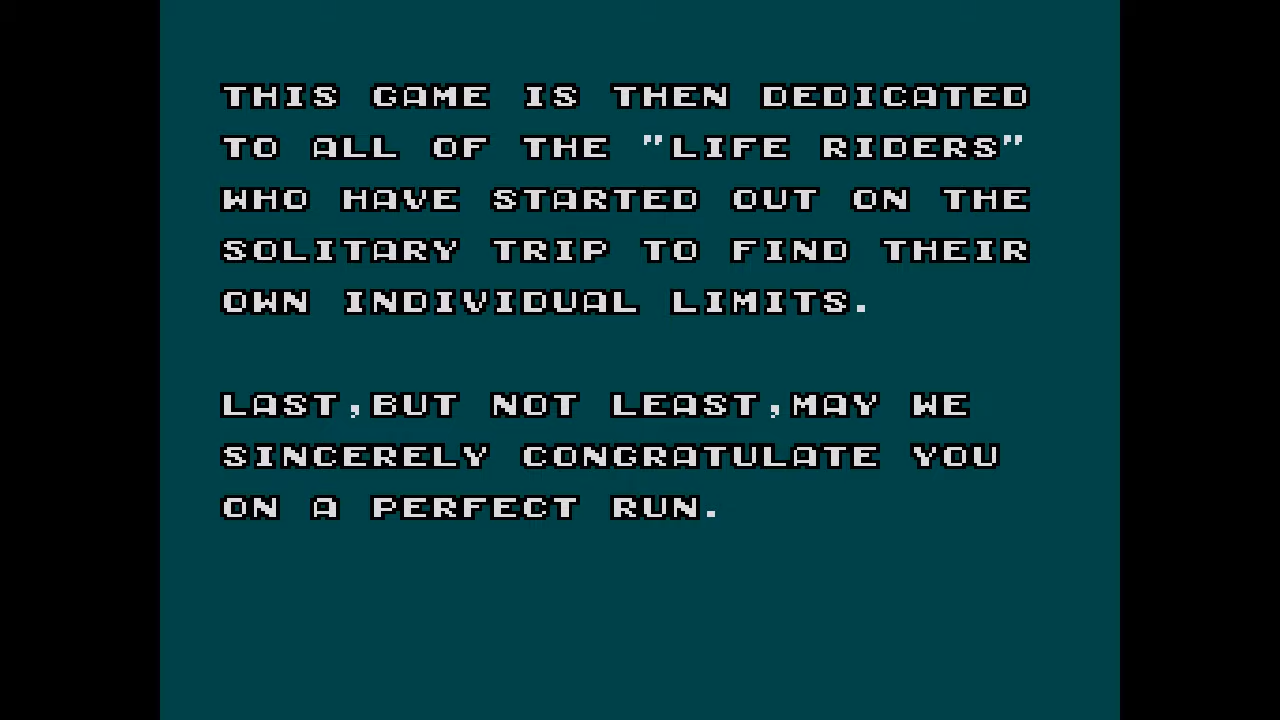 THIS GAME IS THEN DEDICATED
TO ALL OF THE "LIFE RIDERS"
WHO HAVE STARTED OUT ON THE
SOLITARY TRIP TO FIND THEIR
OWN INDIVIDUAL LIMITS.
LAST,BUT NOT LEAST,MAY WE
SINCERELY CONGRATULATE YOU
ON A PERFECT RUN.